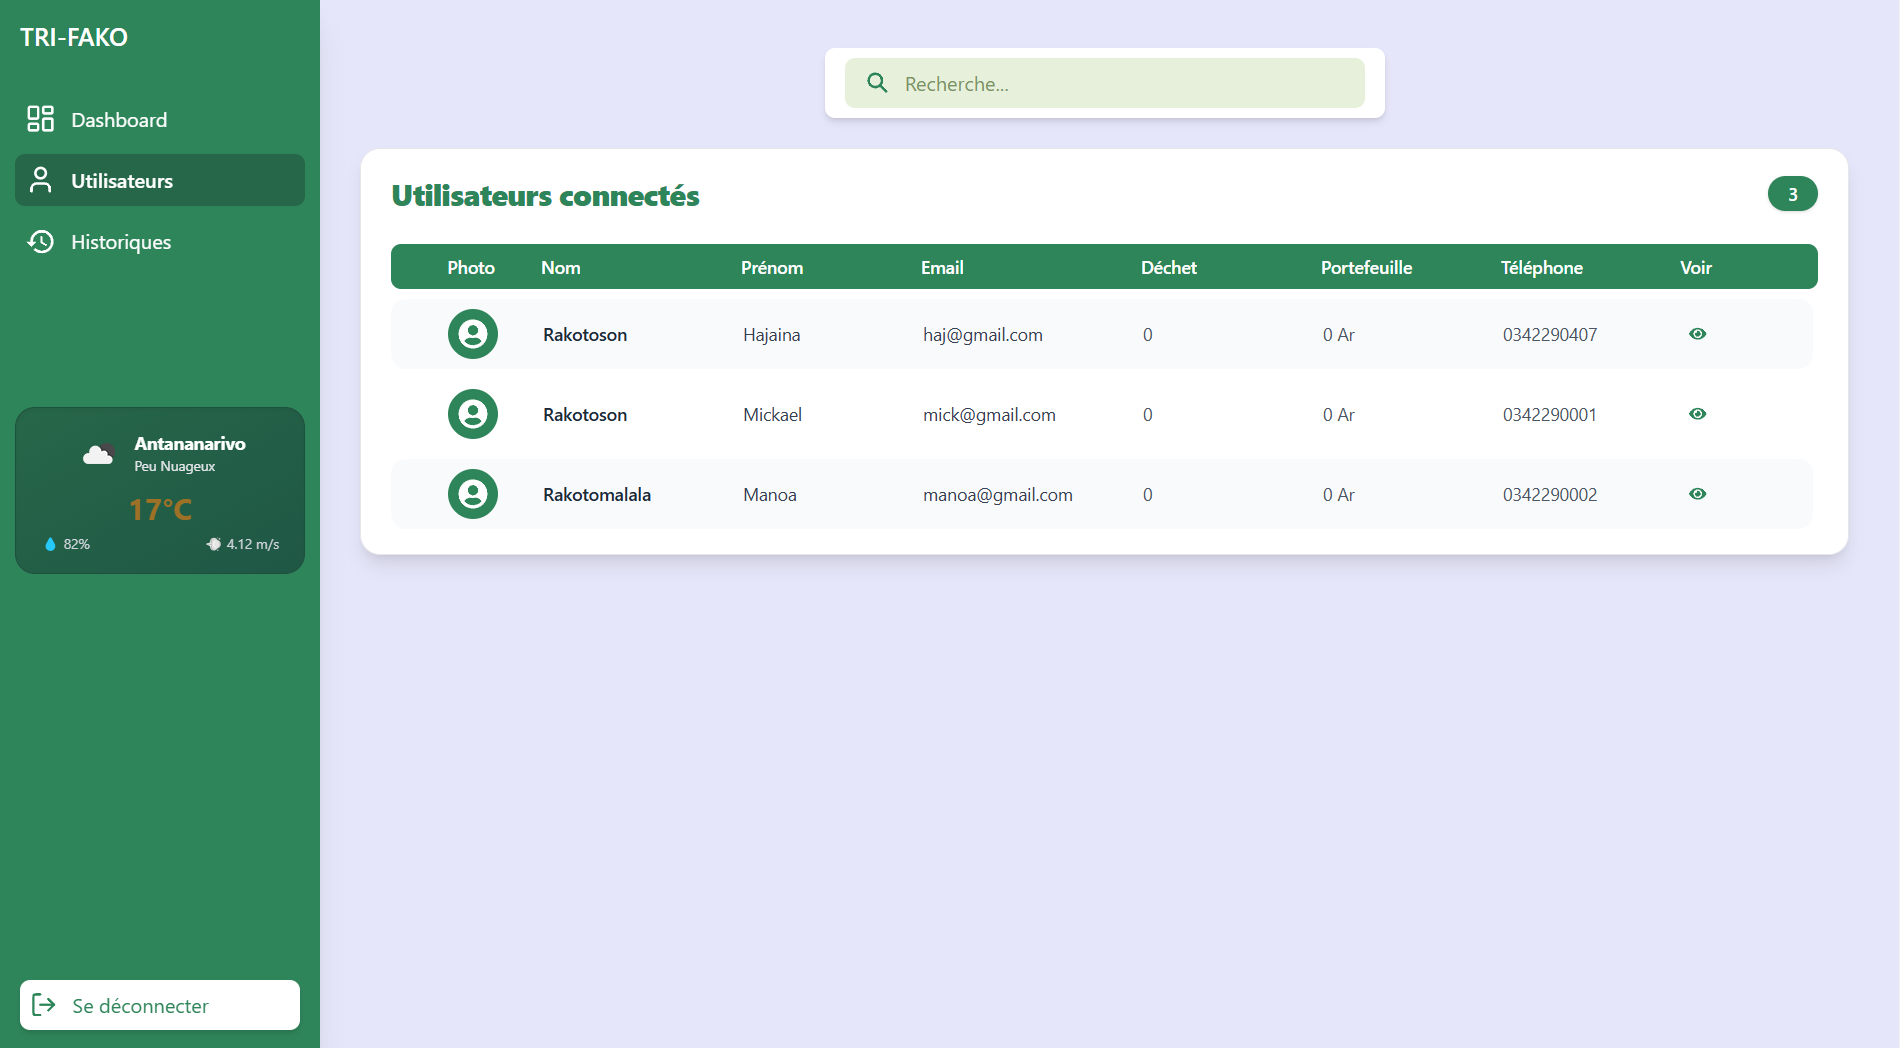 TRI-FAKO
Dashboard
Utilisateurs
Historiques
Antananarivo
Peu Nuageux
17°C
82% 4.12 m/s
Se déconnecter
Recherche...
Utilisateurs connectés 3
Photo Nom Prénom Email Déchet Portefeuille Téléphone Voir
Rakotoson Hajaina haj@gmail.com 0 0 Ar 0342290407
Rakotoson Mickael mick@gmail.com 0 0 Ar 0342290001
Rakotomalala Manoa manoa@gmail.com 0 0 Ar 0342290002